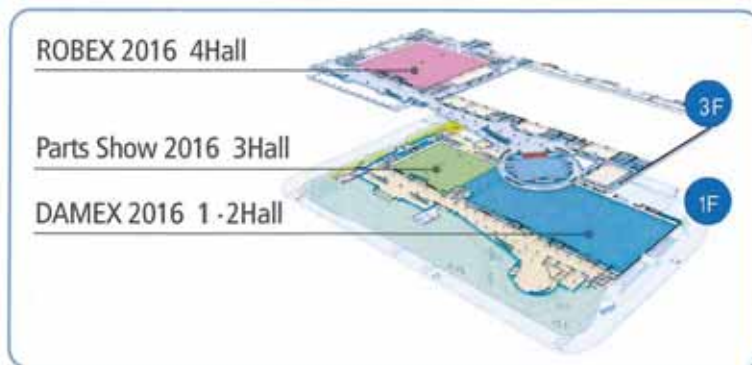 ROBEX 2016 4Hall
3F
Parts Show 2016 3Hall
DAMEX 2016 1 -2Hall
1F